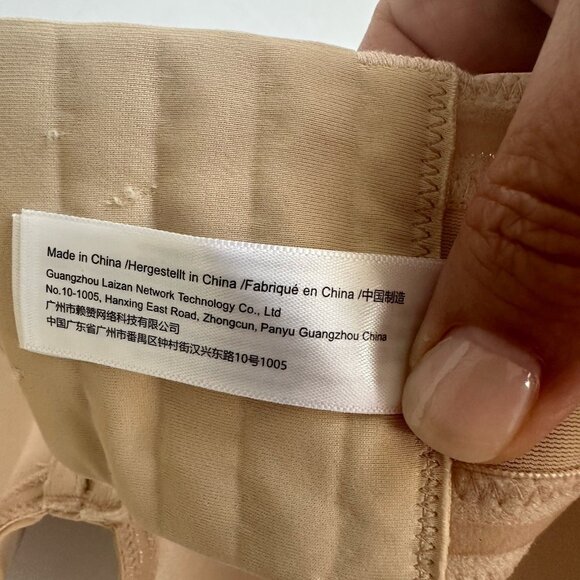 Made in China /Hergestellt in China /Fabriqué en China /中国制造
Guangzhou Laizan Network Technology Co., Ltd
No.10-1005, Hanxing East Road, Zhongcun, Panyu Guangzhou China
广州市赖赞网络科技有限公司
中国广东省广州市番禺区钟村街汉兴东路10号1005